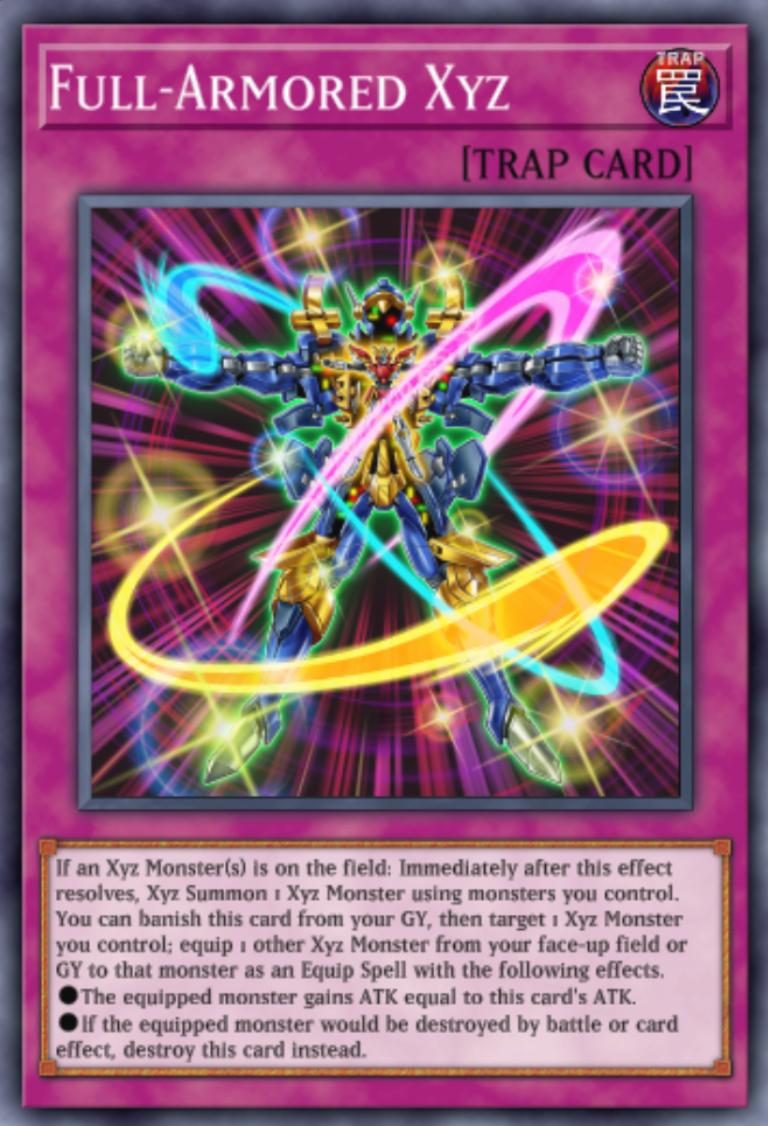 FULL-ARMORED XYZ
TRAP
罠
[TRAP CARD]
If an Xyz Monster(s) is on the field: Immediately after this effect
resolves, Xyz Summon 1 Xyz Monster using monsters you control.
You can banish this card from your GY, then target 1 Xyz Monster
you control; equip 1 other Xyz Monster from your face-up field or
GY to that monster as an Equip Spell with the following effects.
●The equipped monster gains ATK equal to this card's ATK.
●If the equipped monster would be destroyed by battle or card
effect, destroy this card instead.